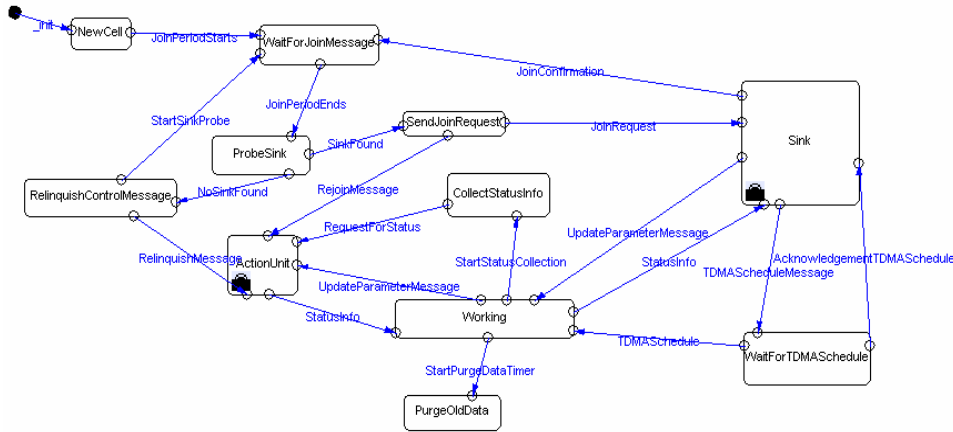 _init
NewCell
JoinPeriodStarts
WaitForJoinMessage
JoinConfirmation
JoinPeriodEnds
StartSinkProbe
SendJoinRequest
JoinRequest
Sink
ProbeSink
SinkFound
RelinquishControlMessage
NoSinkFound
RejoinMessage
CollectStatusInfo
RequestForStatus
UpdateParameterMessage
RelinquishMessage
ActionUnit
StartStatusCollection
StatusInfo
AcknowledgementTDMASchedule
TDMAScheduleMessage
UpdateParameterMessage
StatusInfo
Working
TDMASchedule
WaitForTDMASchedule
StartPurgeDataTimer
PurgeOldData